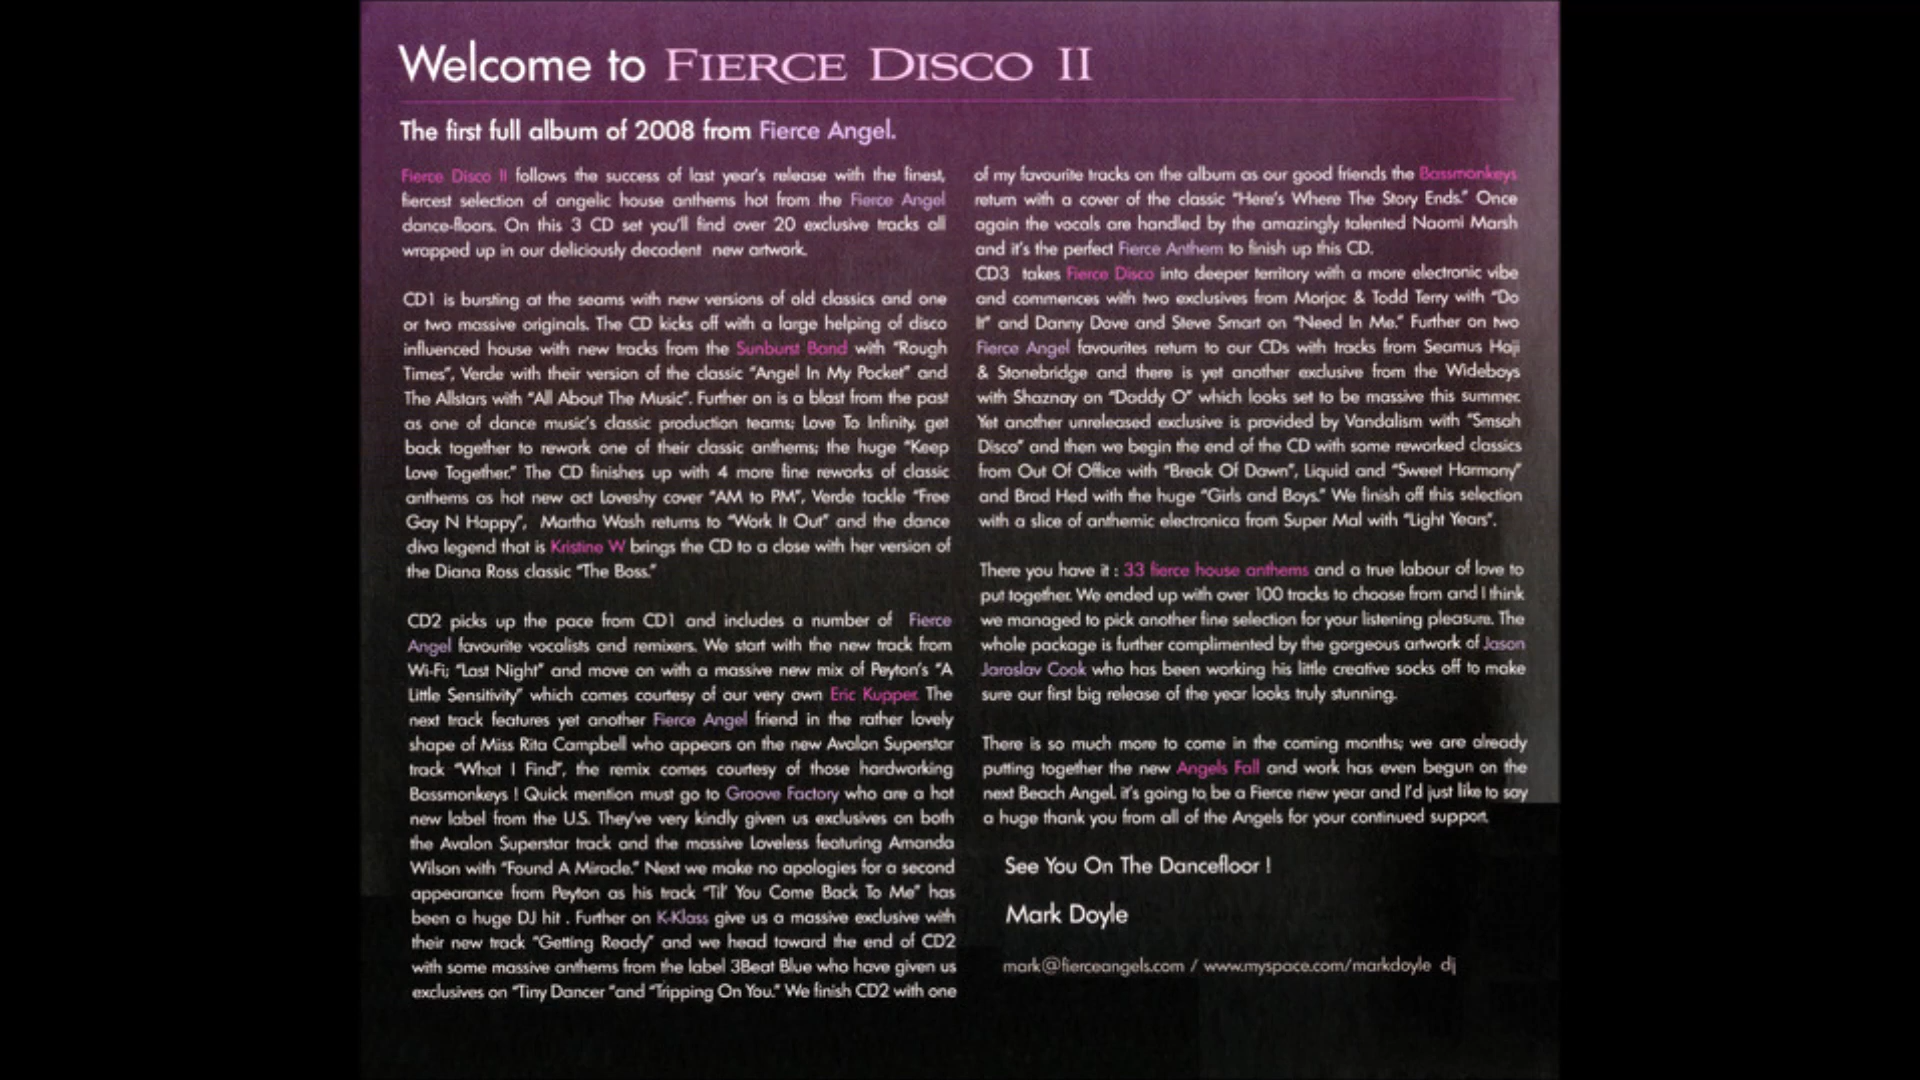 Welcome to FIERCE DISCO II
The first full album of 2008 from Fierce Angel.
Fierce Disco II follows the success of last year's release with the finest,
fiercest selection of angelic house anthems hot from the Fierce Angel
dance-floors. On this 3 CD set you'll find over 20 exclusive tracks all
wrapped up in our deliciously decadent new artwork.
CD1 is bursting at the seams with new versions of old classics and one
or two massive originals. The CD kicks off with a large helping of disco
influenced house with new tracks from the Sunburst Band with "Rough
Times", Verde with their version of the classic "Angel In My Pocket" and
The Allstars with "All About The Music". Further on is a blast from the past
as one of dance music's classic production teams; Love To Infinity, get
back together to rework one of their classic anthems; the huge "Keep
Love Together." The CD finishes up with 4 more fine reworks of classic
anthems as hot new act Loveshy cover "AM to PM", Verde tackle "Free
Gay N Happy", Martha Wash returns to "Work It Out" and the dance
diva legend that is Kristine W brings the CD to a close with her version of
the Diana Ross classic "The Boss."
CD2 picks up the pace from CD1 and includes a number of Fierce
Angel favourite vocalists and remixers. We start with the new track from
Wi-Fi; "Last Night" and move on with a massive new mix of Peyton's "A
Little Sensitivity" which comes courtesy of our very own Eric Kupper. The
next track features yet another Fierce Angel friend in the rather lovely
shape of Miss Rita Campbell who appears on the new Avalon Superstar
track "What I Find", the remix comes courtesy of those hardworking
Bassmonkeys ! Quick mention must go to Groove Factory who are a hot
new label from the U.S. They've very kindly given us exclusives on both
the Avalon Superstar track and the massive Loveless featuring Amanda
Wilson with "Found A Miracle." Next we make no apologies for a second
appearance from Peyton as his track "Til' You Come Back To Me" has
been a huge DJ hit . Further on K-Klass give us a massive exclusive with
their new track "Getting Ready" and we head toward the end of CD2
with some massive anthems from the label 3Beat Blue who have given us
exclusives on "Tiny Dancer "and "Tripping On You." We finish CD2 with one
of my favourite tracks on the album as our good friends the Bassmonkeys
return with a cover of the classic "Here's Where The Story Ends." Once
again the vocals are handled by the amazingly talented Naomi Marsh
and it's the perfect Fierce Anthem to finish up this CD.
CD3 takes Fierce Disco into deeper territory with a more electronic vibe
and commences with two exclusives from Morjac & Todd Terry with "Do
It" and Danny Dove and Steve Smart on "Need In Me." Further on two
Fierce Angel favourites return to our CDs with tracks from Seamus Haji
& Stonebridge and there is yet another exclusive from the Wideboys
with Shaznay on "Daddy O" which looks set to be massive this summer.
Yet another unreleased exclusive is provided by Vandalism with "Smsah
Disco" and then we begin the end of the CD with some reworked classics
from Out Of Office with "Break Of Dawn", Liquid and "Sweet Harmony"
and Brad Hed with the huge "Girls and Boys." We finish off this selection
with a slice of anthemic electronica from Super Mal with "Light Years".
There you have it : 33 fierce house anthems and a true labour of love to
put together. We ended up with over 100 tracks to choose from and I think
we managed to pick another fine selection for your listening pleasure. The
whole package is further complimented by the gorgeous artwork of Jason
Jaroslav Cook who has been working his little creative socks off to make
sure our first big release of the year looks truly stunning.
There is so much more to come in the coming months; we are already
putting together the new Angels Fall and work has even begun on the
next Beach Angel. it's going to be a Fierce new year and I'd just like to say
a huge thank you from all of the Angels for your continued support.
See You On The Dancefloor !
Mark Doyle
mark@fierceangels.com / www.myspace.com/markdoyle dj